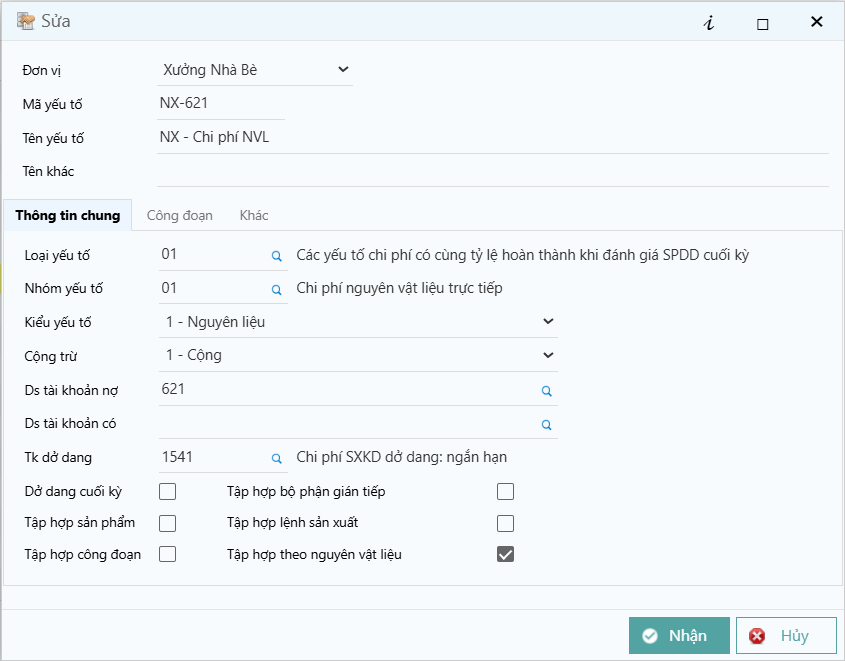 Sửa
Đơn vị Xưởng Nhà Bè
Mã yếu tố NX-621
Tên yếu tố NX - Chi phí NVL
Tên khác
Thông tin chung Công đoạn Khác
Loại yếu tố 01 Các yếu tố chi phí có cùng tỷ lệ hoàn thành khi đánh giá SPDD cuối kỳ
Nhóm yếu tố 01 Chi phí nguyên vật liệu trực tiếp
Kiểu yếu tố 1 - Nguyên liệu
Cộng trừ 1 - Cộng
Ds tài khoản nợ 621
Ds tài khoản có
Tk dở dang 1541 Chi phí SXKD dở dang: ngắn hạn
Dở dang cuối kỳ Tập hợp bộ phận gián tiếp
Tập hợp sản phẩm Tập hợp lệnh sản xuất
Tập hợp công đoạn Tập hợp theo nguyên vật liệu
Nhận Hủy